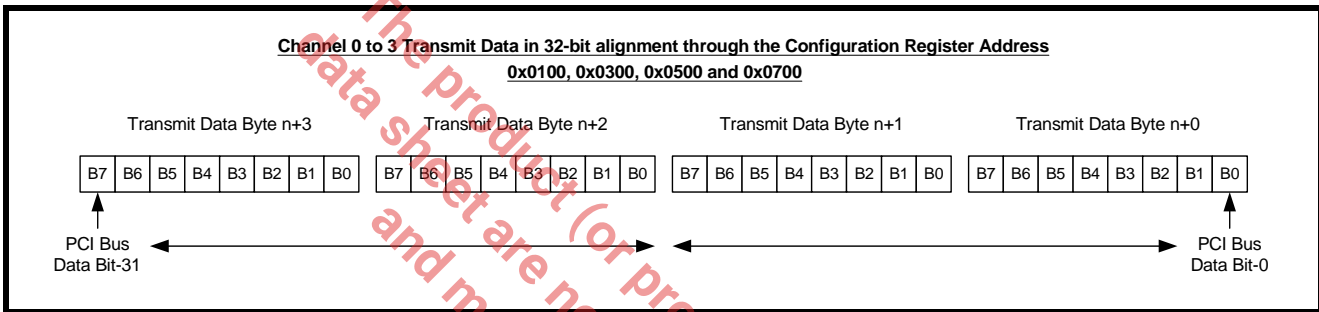 Channel 0 to 3 Transmit Data in 32-bit alignment through the Configuration Register Address
0x0100, 0x0300, 0x0500 and 0x0700
Transmit Data Byte n+3 Transmit Data Byte n+2 Transmit Data Byte n+1 Transmit Data Byte n+0
B7 B6 B5 B4 B3 B2 B1 B0 B7 B6 B5 B4 B3 B2 B1 B0 B7 B6 B5 B4 B3 B2 B1 B0 B7 B6 B5 B4 B3 B2 B1 B0
PCI Bus PCI Bus
Data Bit-31 Data Bit-0
The product (or pro
data sheet are n
and m